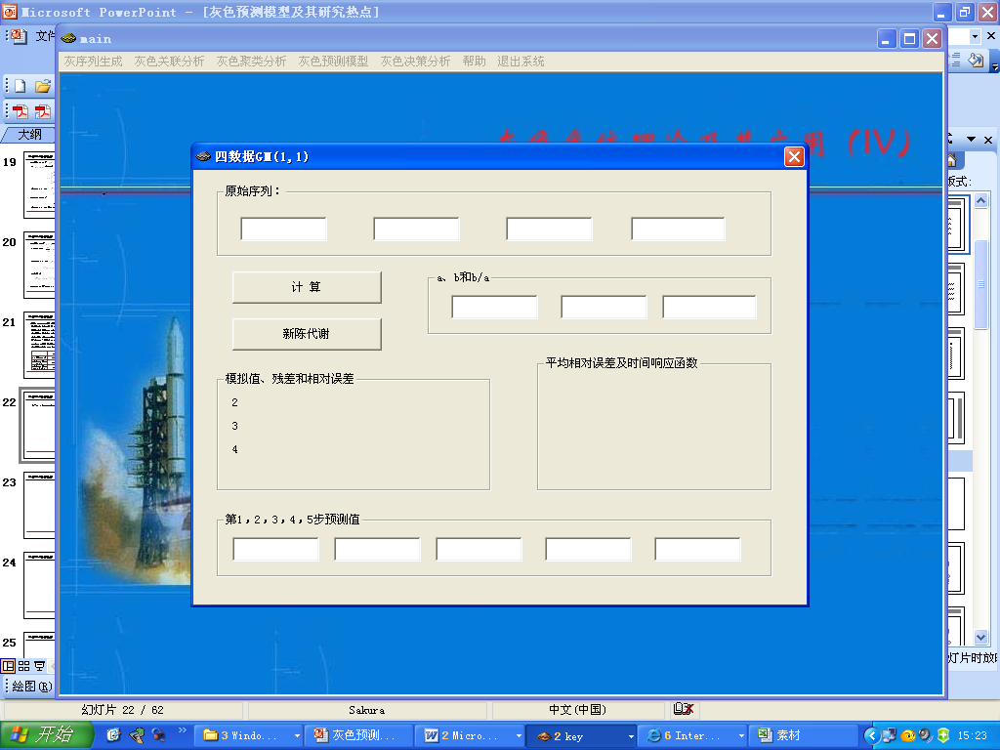 Microsoft PowerPoint - [灰色预测模型及其研究热点]
文件
main
灰序列生成 灰色关联分析 灰色聚类分析 灰色预测模型 灰色决策分析 帮助 退出系统
大纲
(IV)
四数据GM(1,1)
原始序列：
计 算
a、b和b/a
新陈代谢
平均相对误差及时间响应函数
模拟值、残差和相对误差
2
3
4
第1，2，3，4，5步预测值
19
20
21
22
23
24
25
版式:
灯片时放
绘图(R)
幻灯片 22 / 62
Sakura
中文(中国)
开始
3 Windo...
灰色预测...
2 Micro...
2 key
6 Inter...
素材
15:23